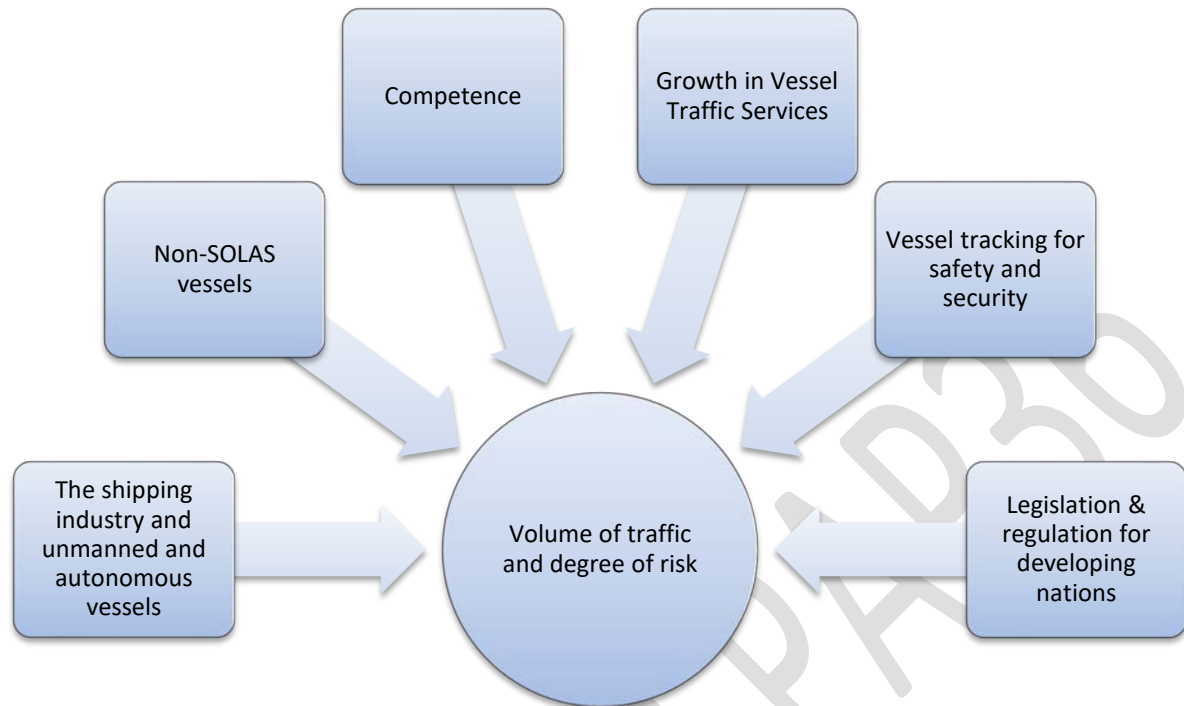 Competence
Growth in Vessel
Traffic Services
Non-SOLAS
vessels
Vessel tracking for
safety and
security
The shipping
industry and
unmanned and
autonomous
vessels
Volume of traffic
and degree of risk
Legislation &
regulation for
developing
nations
PAP30